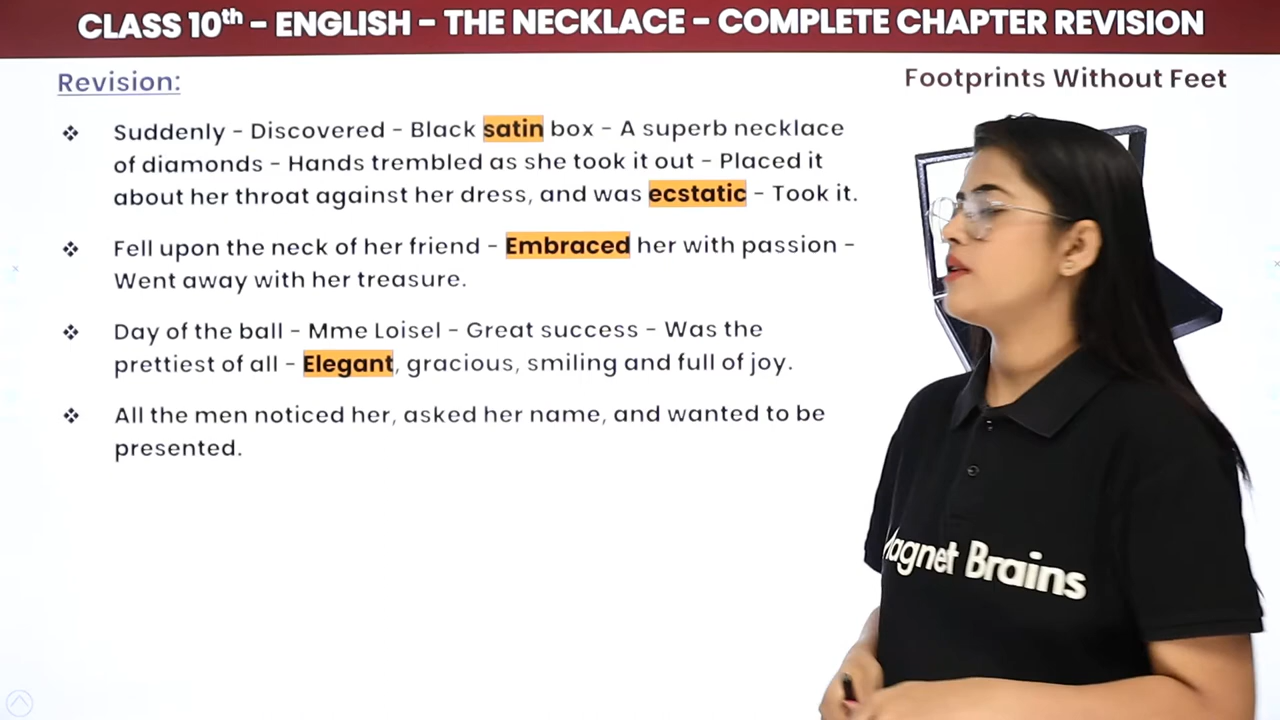 CLASS 10th – ENGLISH – THE NECKLACE – COMPLETE CHAPTER REVISION
Revision:
Footprints Without Feet
❖ Suddenly – Discovered – Black satin box – A superb necklace
of diamonds – Hands trembled as she took it out – Placed it
about her throat against her dress, and was ecstatic – Took it.
❖ Fell upon the neck of her friend – Embraced her with passion –
Went away with her treasure.
❖ Day of the ball – Mme Loisel – Great success – Was the
prettiest of all – Elegant, gracious, smiling and full of joy.
❖ All the men noticed her, asked her name, and wanted to be
presented.
Magnet Brains